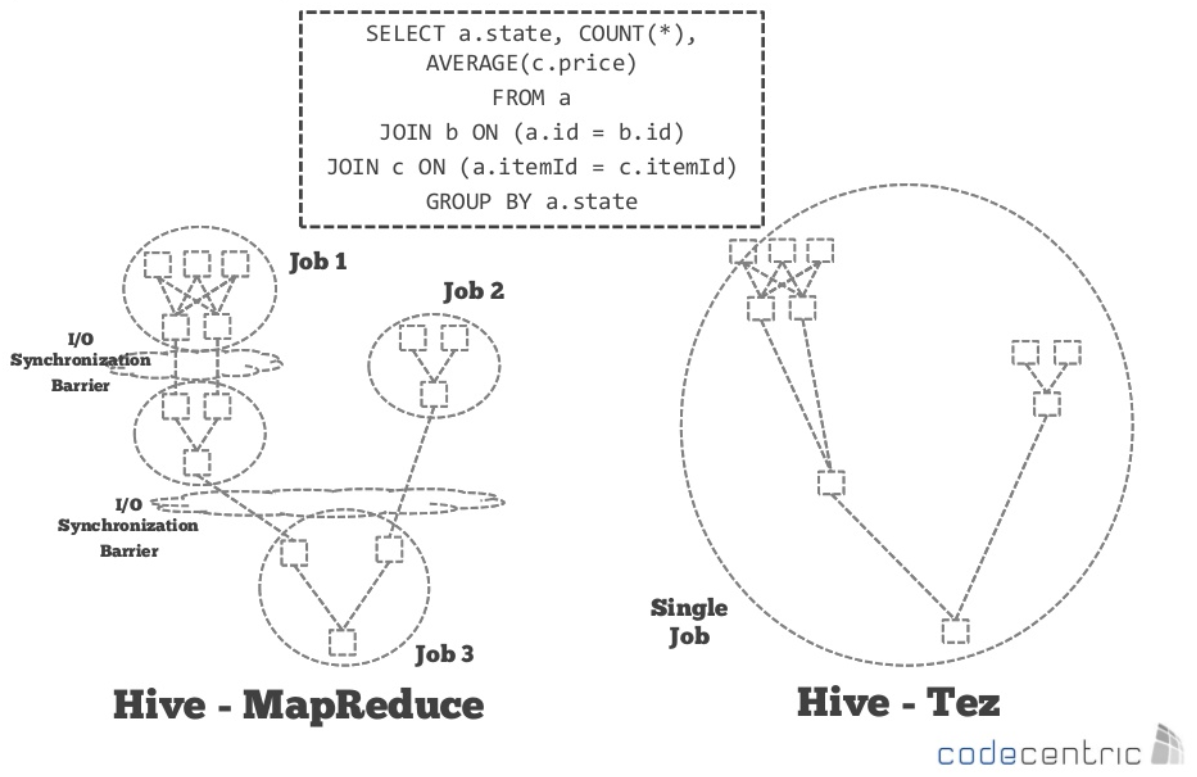 SELECT a.state, COUNT(*),
AVERAGE(c.price)
FROM a
JOIN b ON (a.id = b.id)
JOIN c ON (a.itemId = c.itemId)
GROUP BY a.state
Job 1
Job 2
I/O
Synchronization
Barrier
I/O
Synchronization
Barrier
Job 3
Hive - MapReduce
Single
Job
Hive - Tez
codecentric